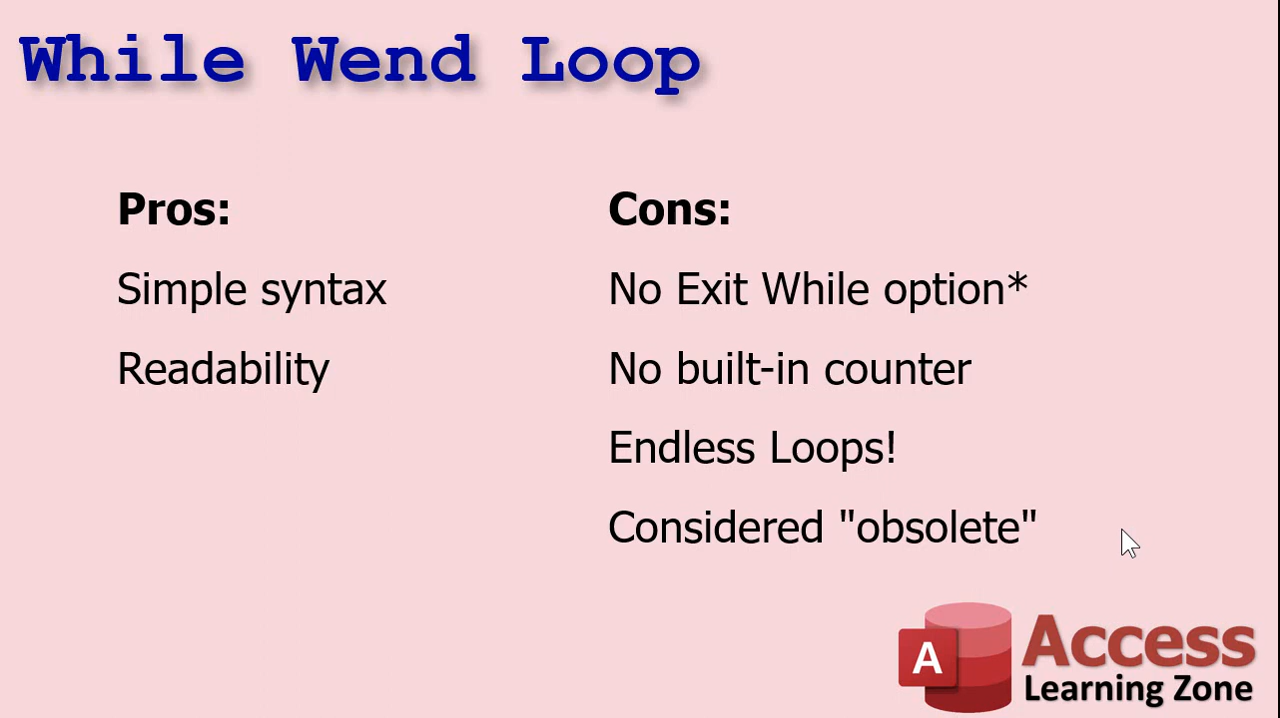 While Wend Loop
Pros:
Simple syntax
Readability
Cons:
No Exit While option*
No built-in counter
Endless Loops!
Considered "obsolete"
A
Access
Learning Zone